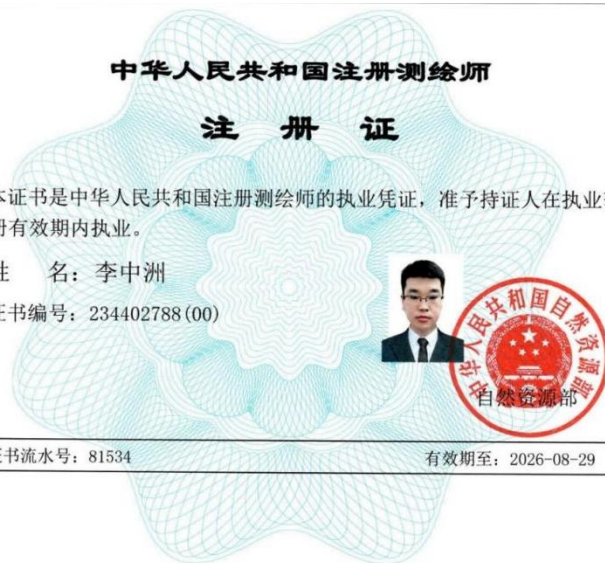 中华人民共和国注册测绘师
注 册 证
本证书是中华人民共和国注册测绘师的执业凭证，准予持证人在执业
册有效期内执业。
姓 名：李中洲
证书编号：234402788(00)
中华人民共和国自然资源部
自然资源部
证书流水号：81534
有效期至：2026-08-29